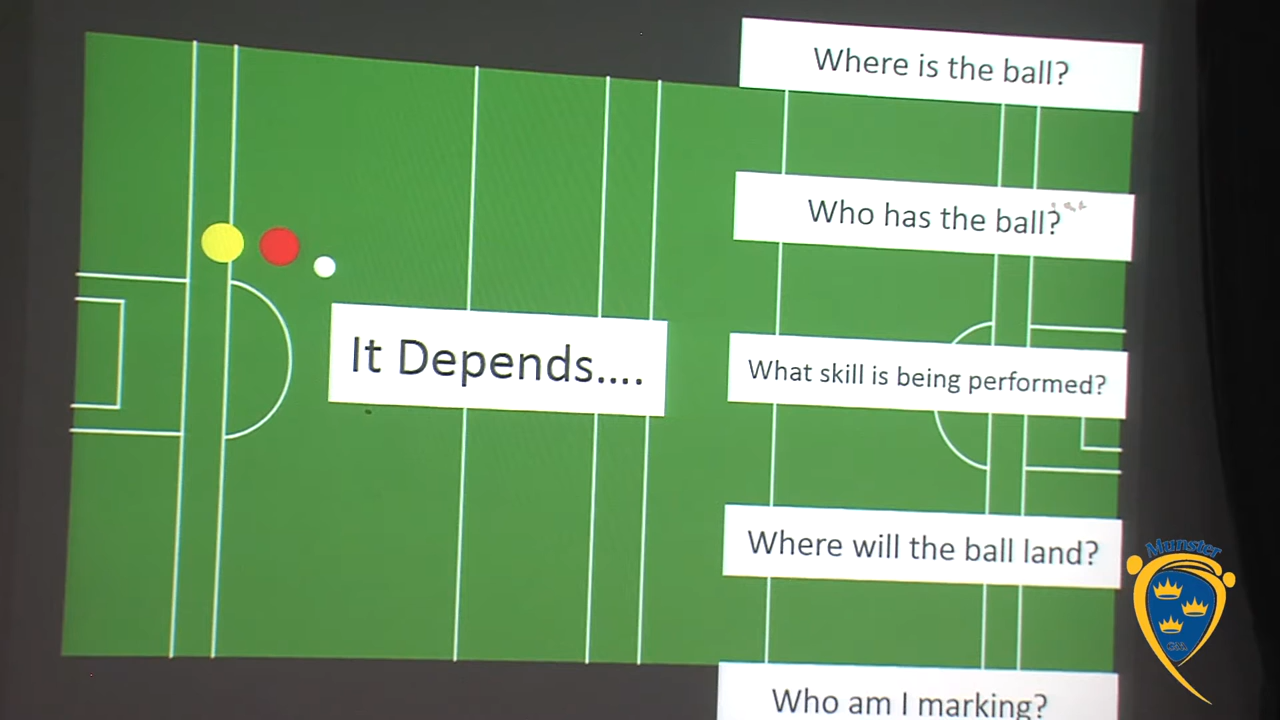 Where is the ball?
Who has the ball?
It Depends....
What skill is being performed?
Where will the ball land?
Who am I marking?
Munster